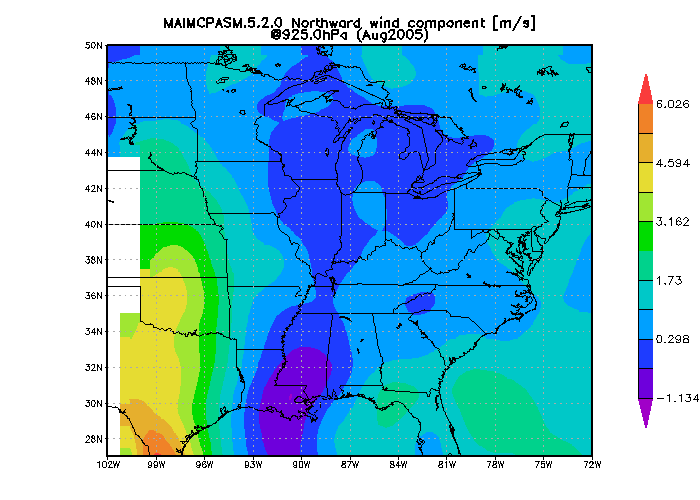 MAIMCPASM.5.2.0 Northward wind component [m/s]
@925.0hPa (Aug2005)
50N
48N
46N
44N
42N
40N
38N
36N
34N
32N
30N
28N
102W 99W 96W 93W 90W 87W 84W 81W 78W 75W 72W
6.026
4.594
3.162
1.73
0.298
-1.134